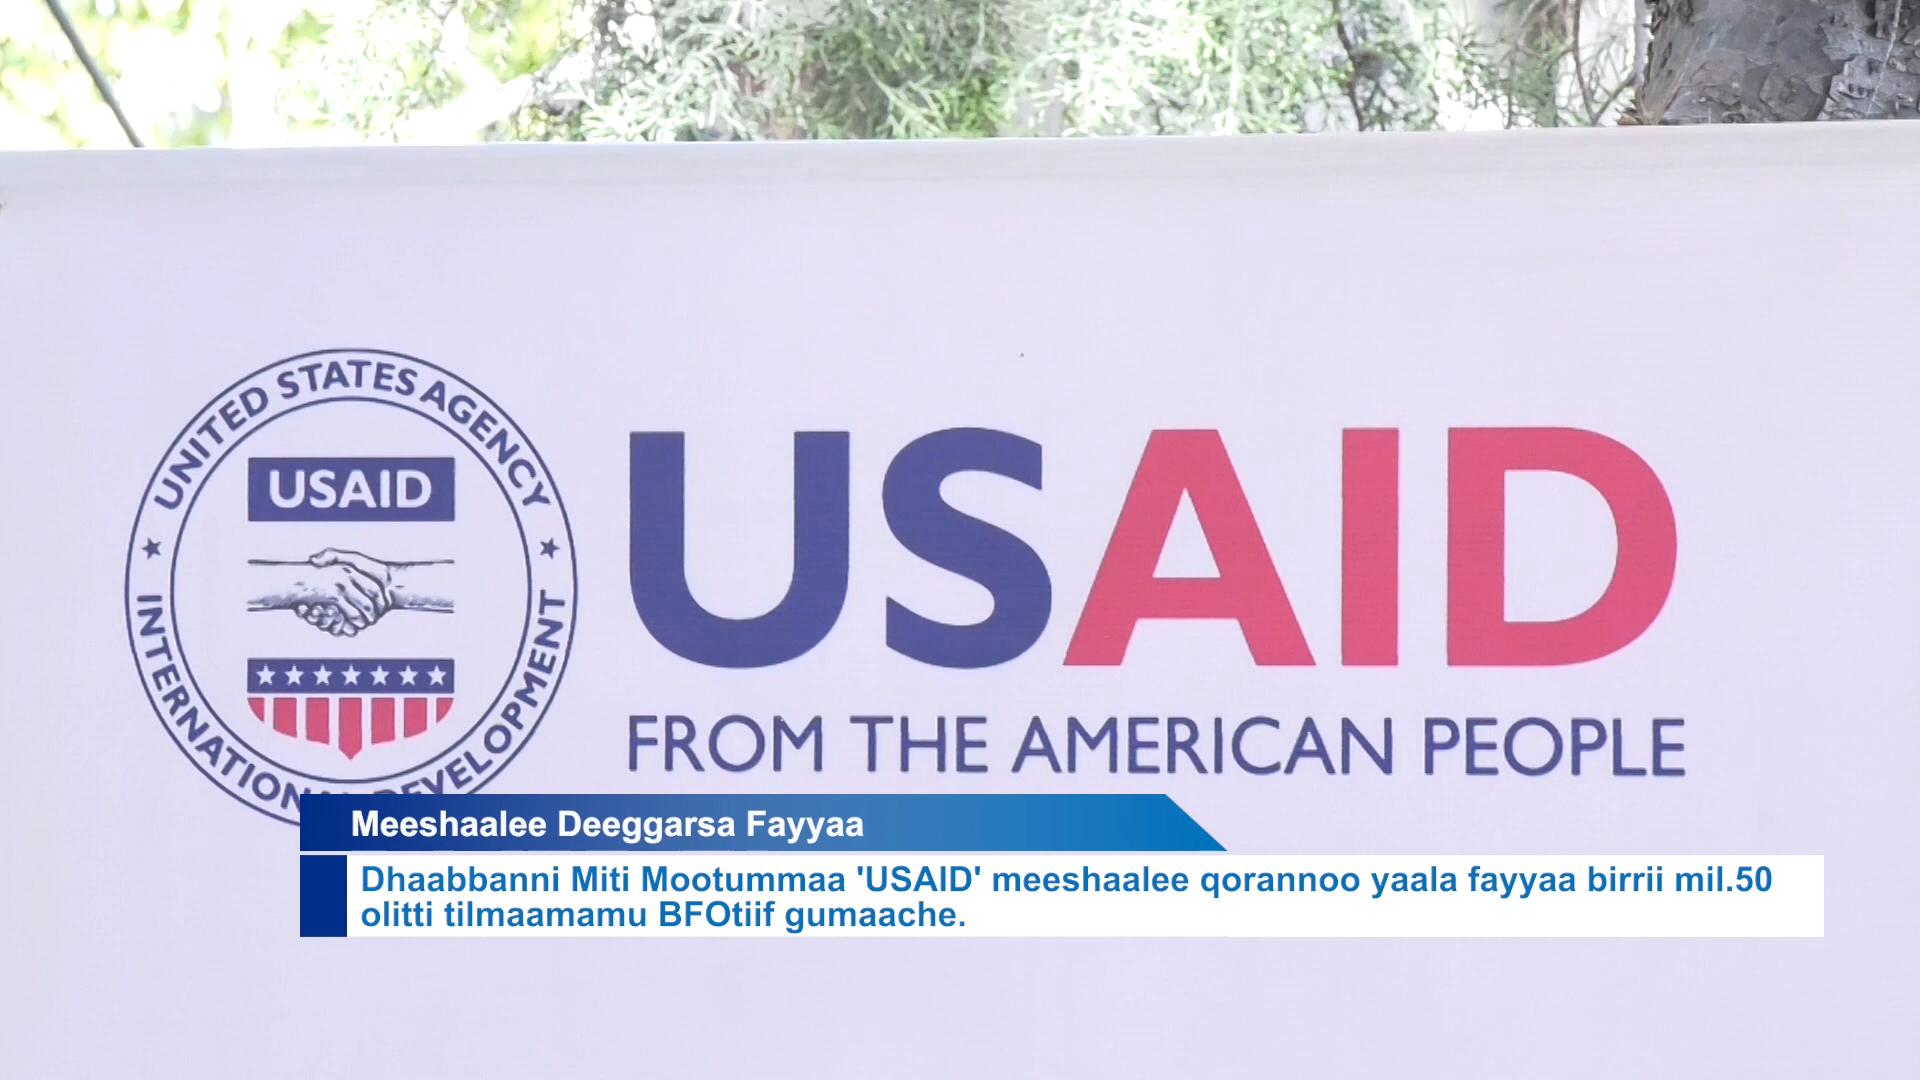 UNITED STATES AGENCY
INTERNATIONAL DEVELOPMENT
USAID
USAID
FROM THE AMERICAN PEOPLE
Meeshaalee Deeggarsa Fayyaa
Dhaabbanni Miti Mootummaa 'USAID' meeshaalee qorannoo yaala fayyaa birrii mil.50
olitti tilmaamamu BFOtiif gumaache.